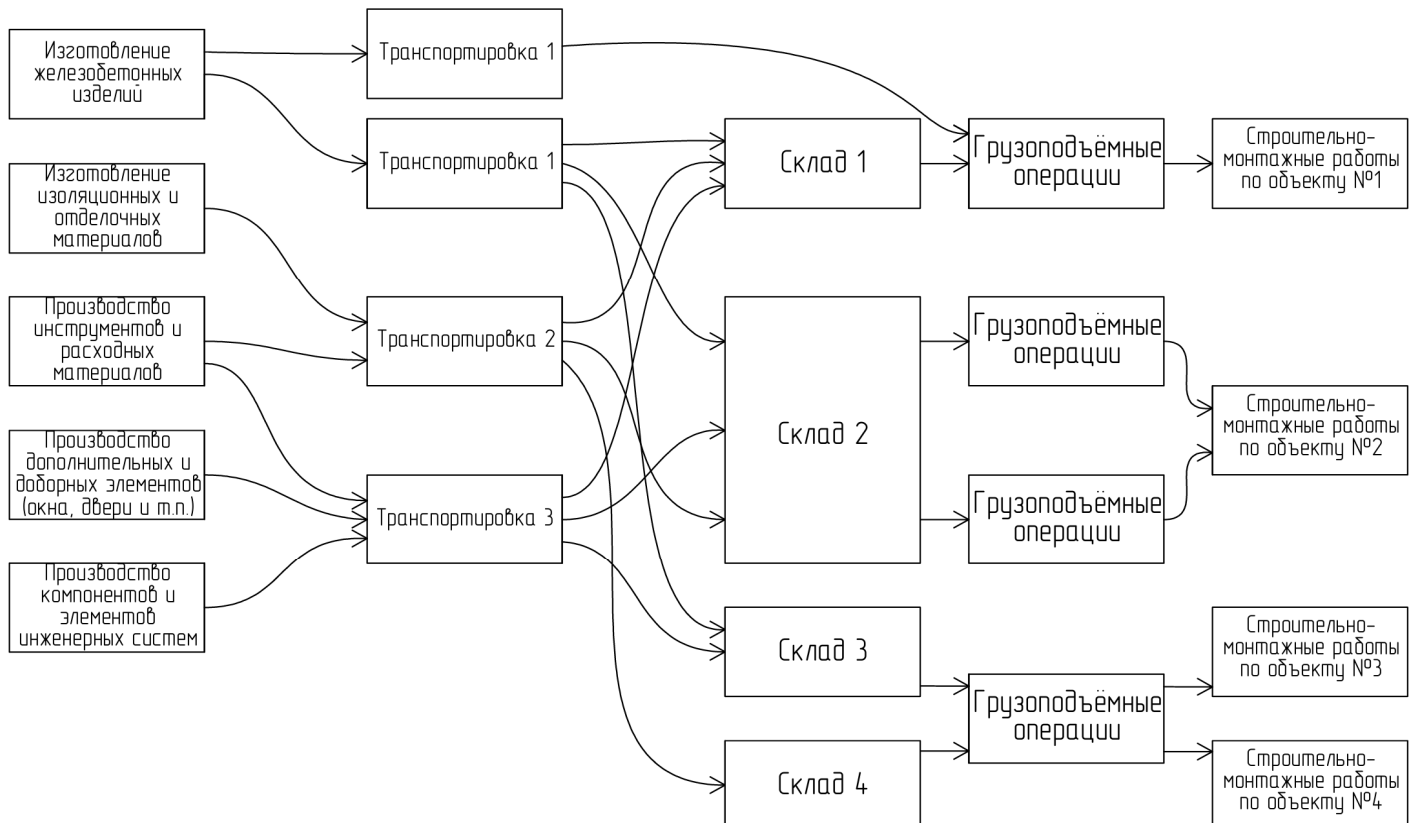 Изготовление
железобетонных
изделий
Изготовление
изоляционных и
отделочных
материалов
Производство
инструментов и
расходных
материалов
Производство
дополнительных и
доборных элементов
(окна, двери и т.п.)
Производство
компонентов и
элементов
инженерных систем
Транспортировка 1
Транспортировка 1
Транспортировка 2
Транспортировка 3
Склад 1
Склад 2
Склад 3
Склад 4
Грузоподъёмные
операции
Грузоподъёмные
операции
Грузоподъёмные
операции
Грузоподъёмные
операции
Строительно-
монтажные работы
по объекту №1
Строительно-
монтажные работы
по объекту №2
Строительно-
монтажные работы
по объекту №3
Строительно-
монтажные работы
по объекту №4